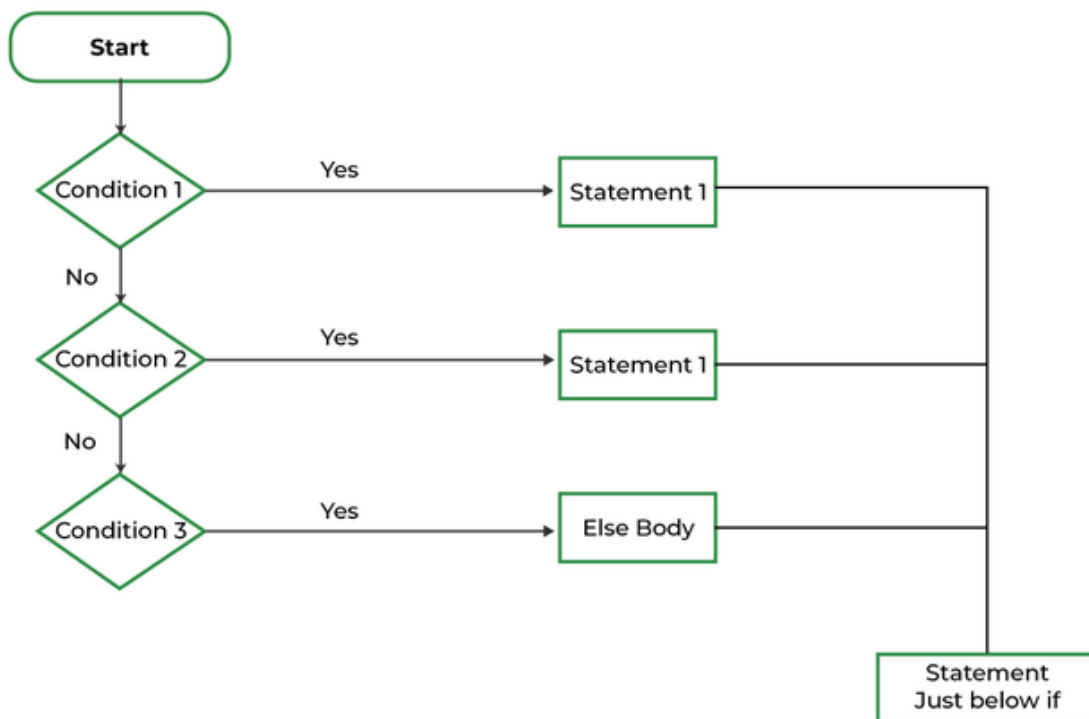 Start
Condition 1
Yes
Statement 1
No
Condition 2
Yes
Statement 1
No
Condition 3
Yes
Else Body
Statement
Just below if